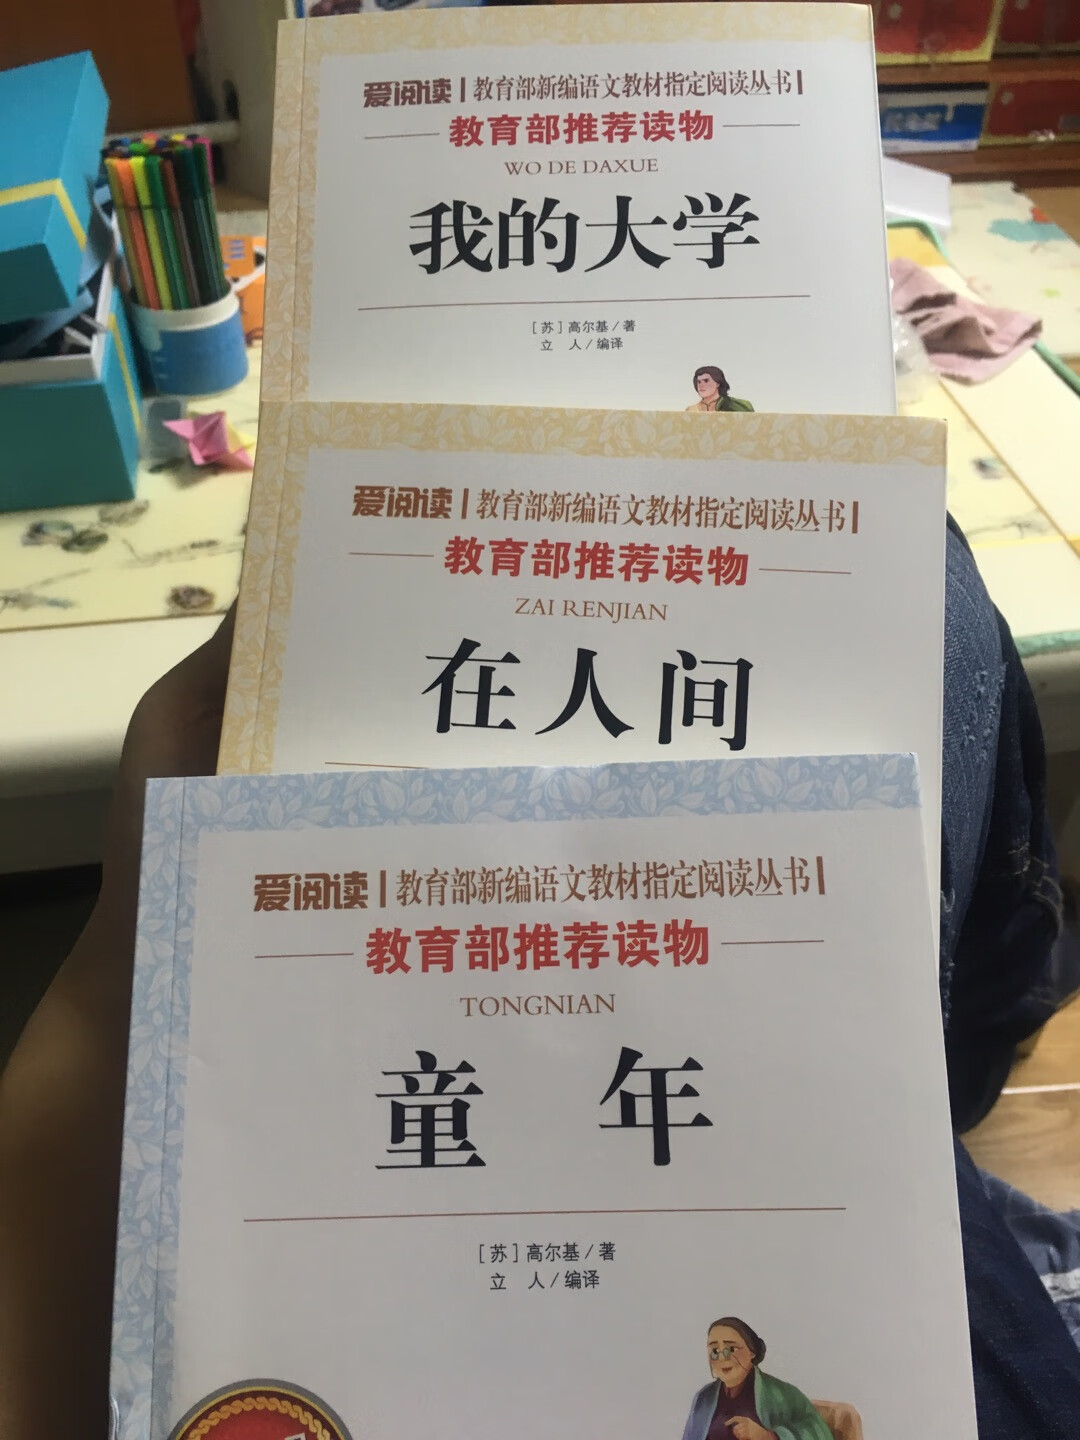 爱阅读|教育部新编语文教材指定阅读丛书|
教育部推荐读物
WO DE DAXUE
我的大学
[苏]高尔基/著
立 人/编译
爱阅读|教育部新编语文教材指定阅读丛书|
教育部推荐读物
ZAI RENJIAN
在人间
爱阅读|教育部新编语文教材指定阅读丛书|
教育部推荐读物
TONGNIAN
童 年
[苏]高尔基/著
立 人/编译